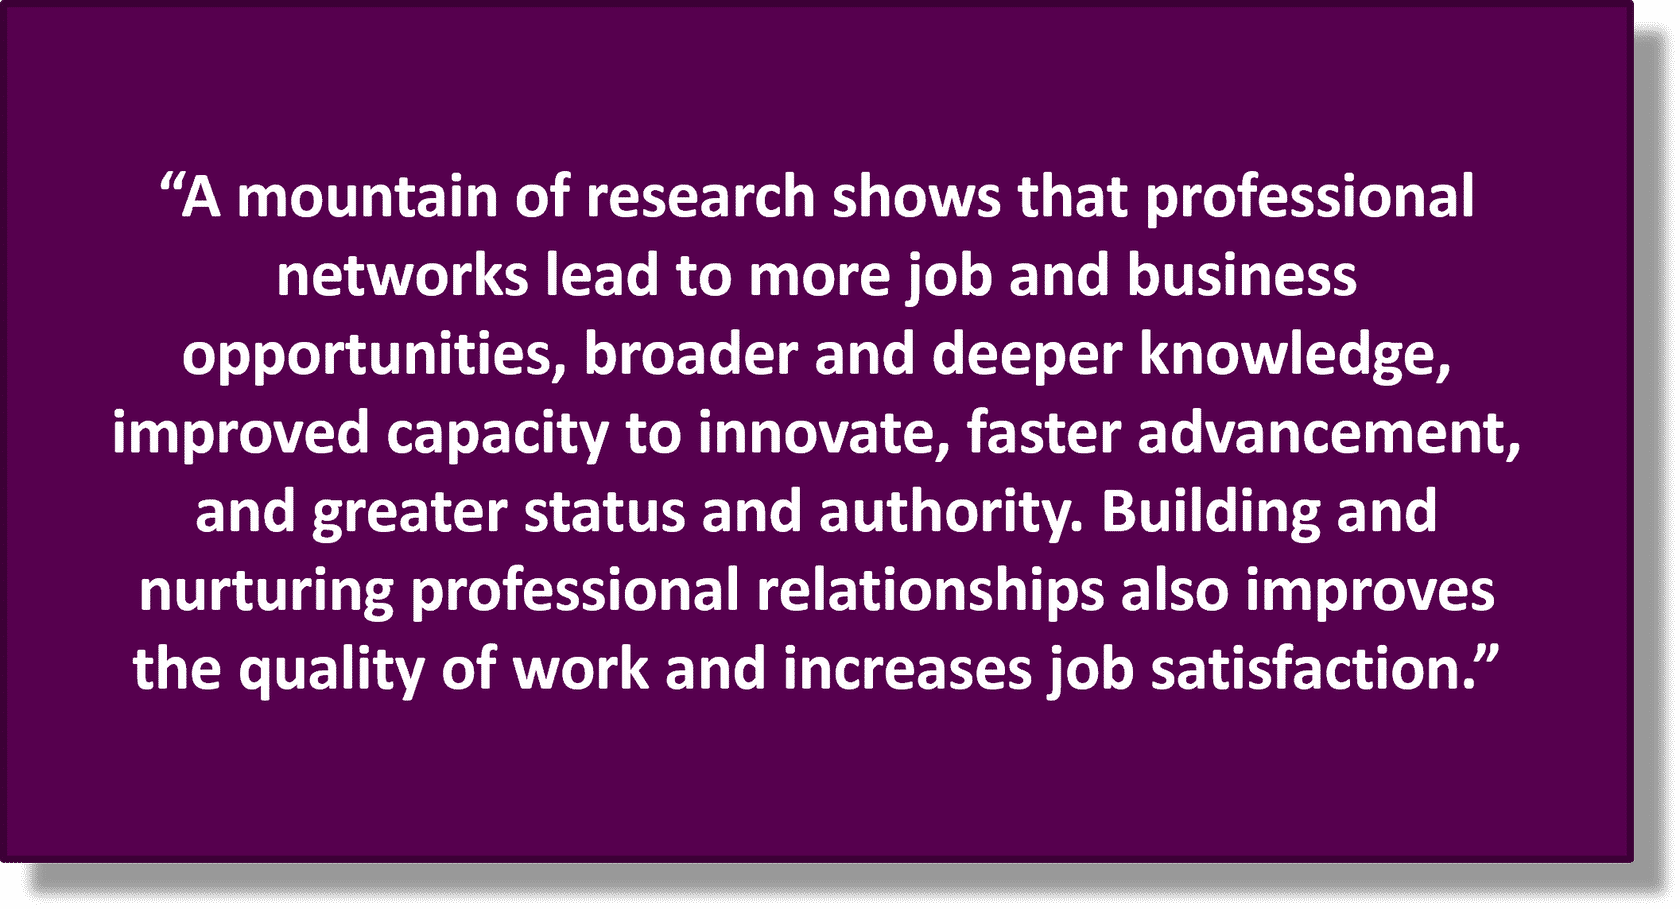 “A mountain of research shows that professional
networks lead to more job and business
opportunities, broader and deeper knowledge,
improved capacity to innovate, faster advancement,
and greater status and authority. Building and
nurturing professional relationships also improves
the quality of work and increases job satisfaction.”